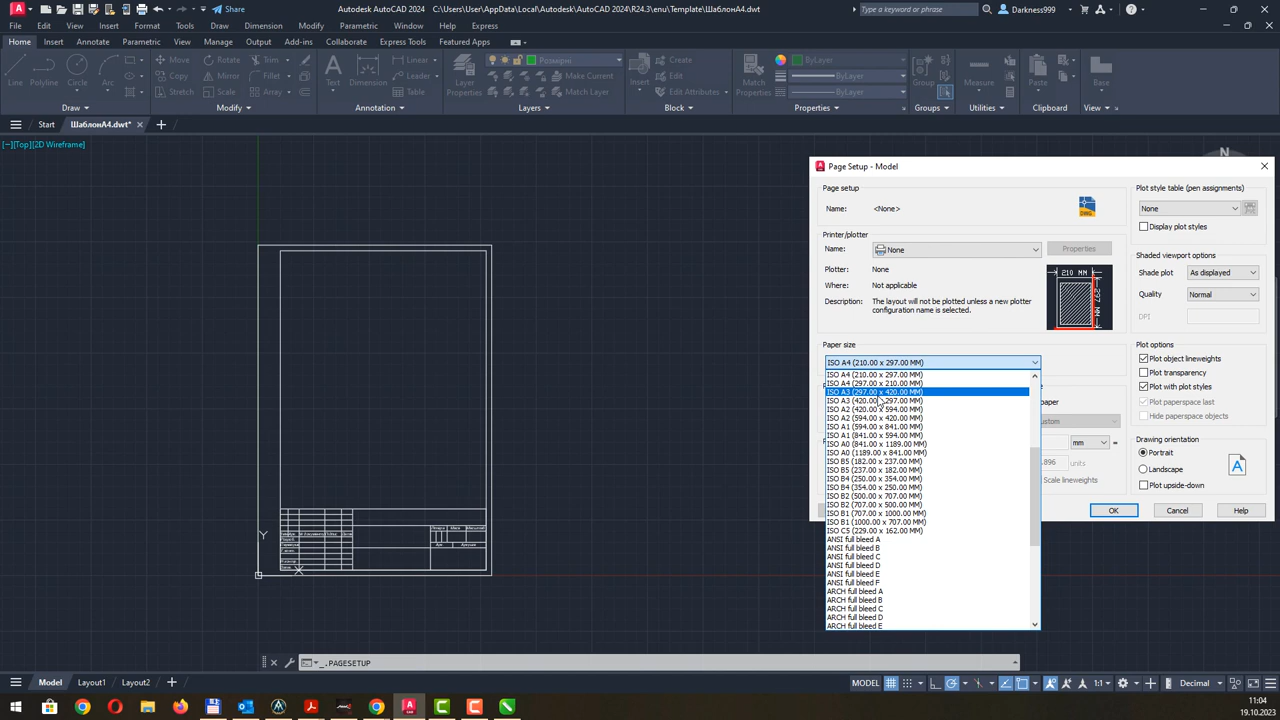 Share
Autodesk AutoCAD 2024
C:\Users\User\AppData\Local\Autodesk\AutoCAD 2024\R24.3\enu\Template\ШаблонА4.dwt
Type a keyword or phrase
Darkness999
File Edit View Insert Format Tools Draw Dimension Modify Parametric Window Help Express
Home Insert Annotate Parametric View Manage Output Add-ins Collaborate Express Tools Featured Apps
Line Polyline Circle Arc
Move Rotate Trim
Copy Mirror Fillet
Stretch Scale Array
Text Dimension
Linear
Leader
Table
Layer Properties
Розмірні
Make Current
Match Layer
Insert
Create
Edit
Edit Attributes
Match Properties
ByLayer
ByLayer
ByLayer
Group
Measure
Paste
Base
Draw Modify Annotation Layers Block Properties Groups Utilities Clipboard View
Start ШаблонА4.dwt*
[−][Top][2D Wireframe]
N
Y
X
Page Setup - Model
Page setup
Name: <None>
DWG
Printer/plotter
Name: None
Properties
Plotter: None
Where: Not applicable
Description: The layout will not be plotted unless a new plotter
configuration name is selected.
210 MM
297 MM
Paper size
ISO A4 (210.00 x 297.00 MM)
ISO A4 (210.00 x 297.00 MM)
ISO A4 (297.00 x 210.00 MM)
ISO A3 (297.00 x 420.00 MM)
ISO A3 (420.00 x 297.00 MM)
ISO A2 (420.00 x 594.00 MM)
ISO A2 (594.00 x 420.00 MM)
ISO A1 (594.00 x 841.00 MM)
ISO A1 (841.00 x 594.00 MM)
ISO A0 (841.00 x 1189.00 MM)
ISO A0 (1189.00 x 841.00 MM)
ISO B5 (182.00 x 237.00 MM)
ISO B5 (237.00 x 182.00 MM)
ISO B4 (250.00 x 354.00 MM)
ISO B4 (354.00 x 250.00 MM)
ISO B2 (500.00 x 707.00 MM)
ISO B2 (707.00 x 500.00 MM)
ISO B1 (707.00 x 1000.00 MM)
ISO B1 (1000.00 x 707.00 MM)
ISO C5 (229.00 x 162.00 MM)
ANSI full bleed A
ANSI full bleed B
ANSI full bleed C
ANSI full bleed D
ANSI full bleed E
ANSI full bleed F
ARCH full bleed A
ARCH full bleed B
ARCH full bleed C
ARCH full bleed D
ARCH full bleed E
mm =
units
Scale lineweights
Plot style table (pen assignments)
None
Display plot styles
Shaded viewport options
Shade plot As displayed
Quality Normal
DPI
Plot options
Plot object lineweights
Plot transparency
Plot with plot styles
Plot paperspace last
Hide paperspace objects
Drawing orientation
Portrait
Landscape
Plot upside-down
A
OK Cancel Help
_.PAGESETUP
Model Layout1 Layout2
MODEL 1:1 Decimal
11:04
19.10.2023